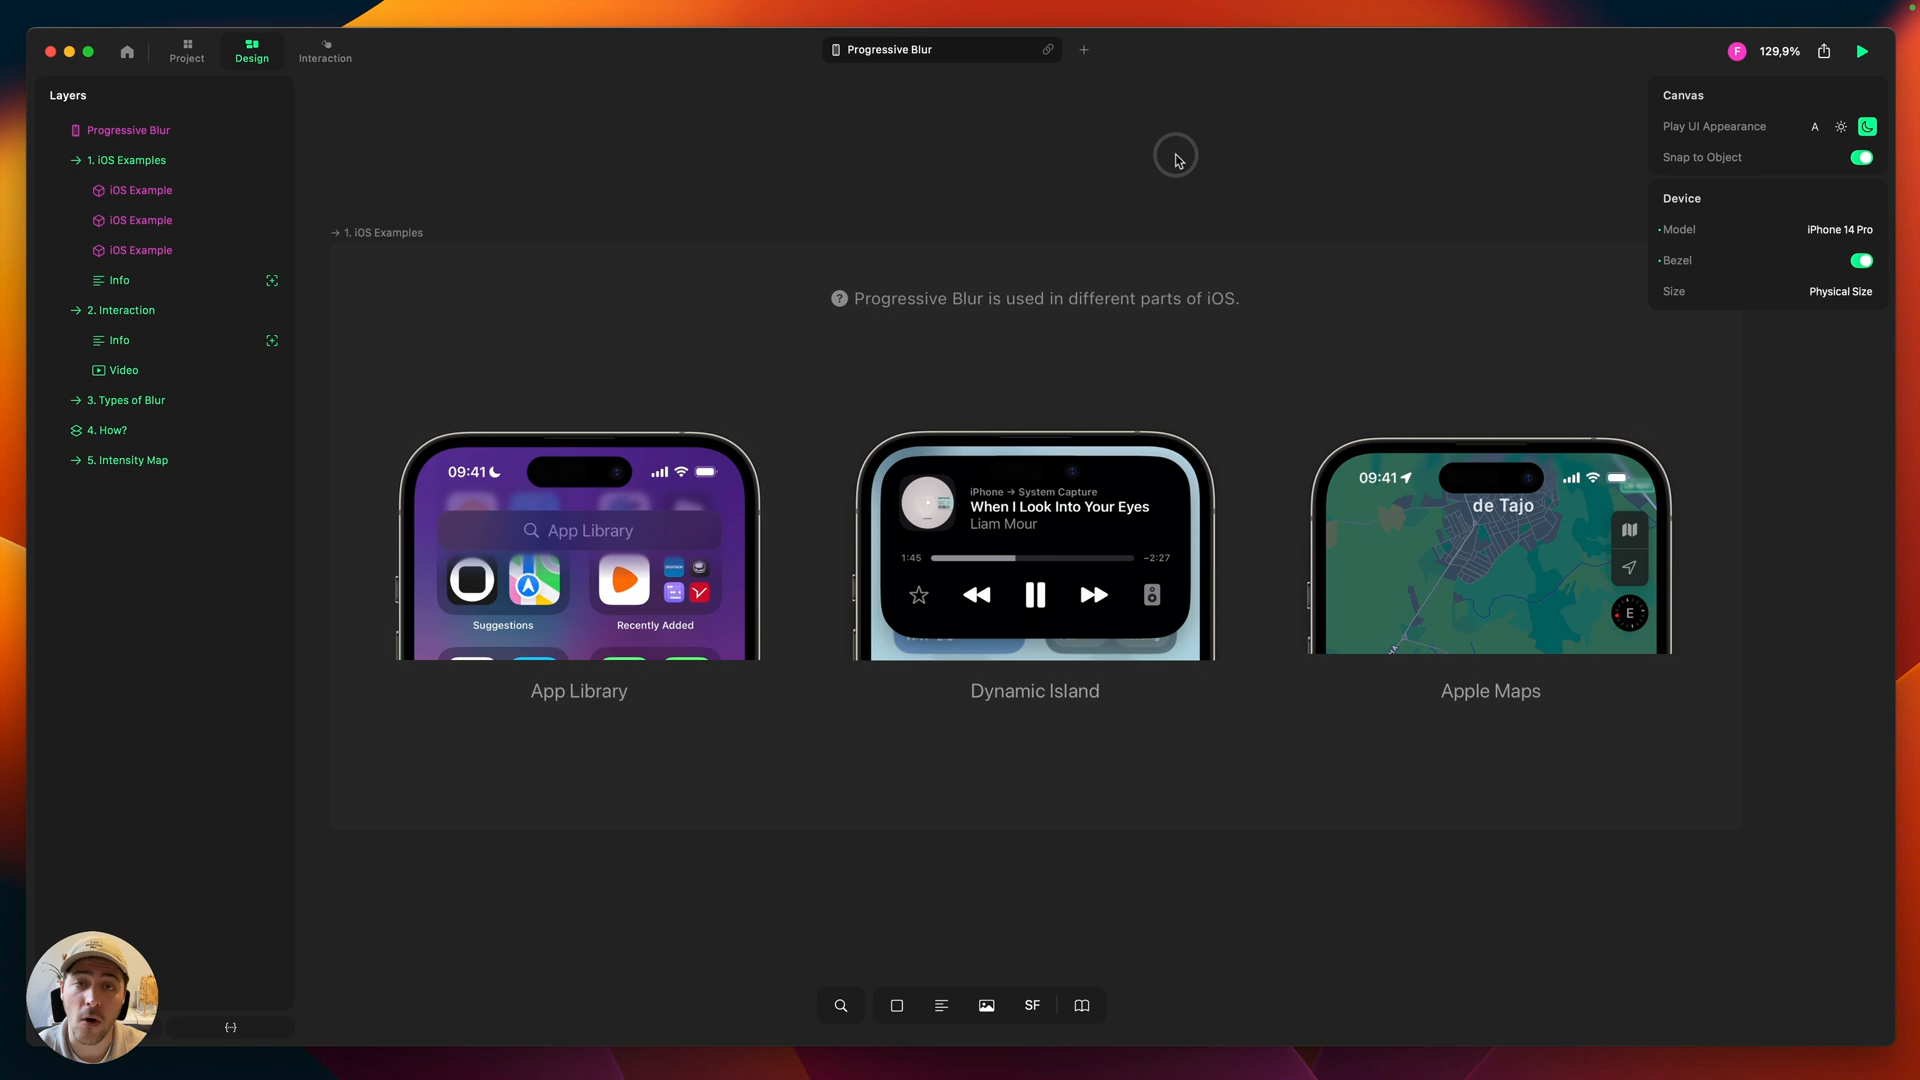 Project
Design
Interaction
Progressive Blur
F
129,9%
Layers
Progressive Blur
1. iOS Examples
iOS Example
iOS Example
iOS Example
Info
2. Interaction
Info
Video
3. Types of Blur
4. How?
5. Intensity Map
Canvas
Play UI Appearance
A
Snap to Object
Device
Model
iPhone 14 Pro
Bezel
Size
Physical Size
→ 1. iOS Examples
? Progressive Blur is used in different parts of iOS.
09:41
App Library
Suggestions
Recently Added
App Library
iPhone → System Capture
When I Look Into Your Eyes
Liam Mour
1:45
-2:27
Dynamic Island
09:41
de Tajo
E
Apple Maps
SF